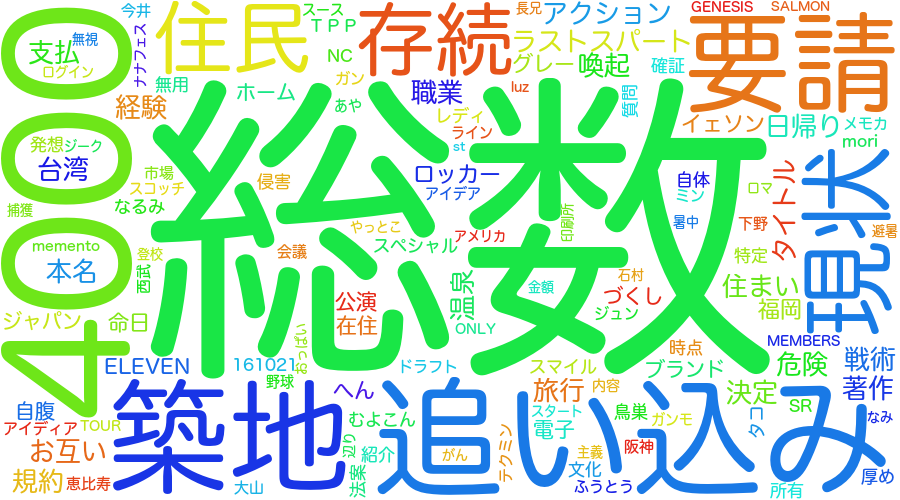 今井
スース
長兄
GENESIS
SALMON
支払
無視
ナナフェス
住民
ＴＰＰ
存続
アクション
要請
ログイン
NC
ラストスパート
無用
ガン
グレー
喚起
確証
経験
ホーム
あや
職業
luz
質問
レディ
イェソン
日帰り
メモカ
発想
ジーク
ライン
st
mori
40000
総数
台湾
市場
侵害
ロッカー
自体
タイトル
現状
スコッチ
アイデア
ミン
ロマ
捕獲
なるみ
やっとこ
印刷所
暑中
下野
避暑
memento
登校
会議
スペシャル
アメリカ
特定
本名
西武
温泉
金額
石村
住まい
公演
づくし
福岡
ジャパン
命日
在住
ONLY
ジュン
おっぱい
時点
MEMBERS
ELEVEN
161021
ドラフト
スマイル
ブランド
危険
戦術
野球
築地
へん
追い込み
旅行
内容
決定
著作
自腹
スタート
鳥巣
SR
アイディア
TOUR
むよこん
電子
ガンモ
タコ
なみ
お互い
辺り
紹介
がん
テクミン
主義
阪神
規約
恵比寿
大山
法案
文化
ふうとう
所有
厚め